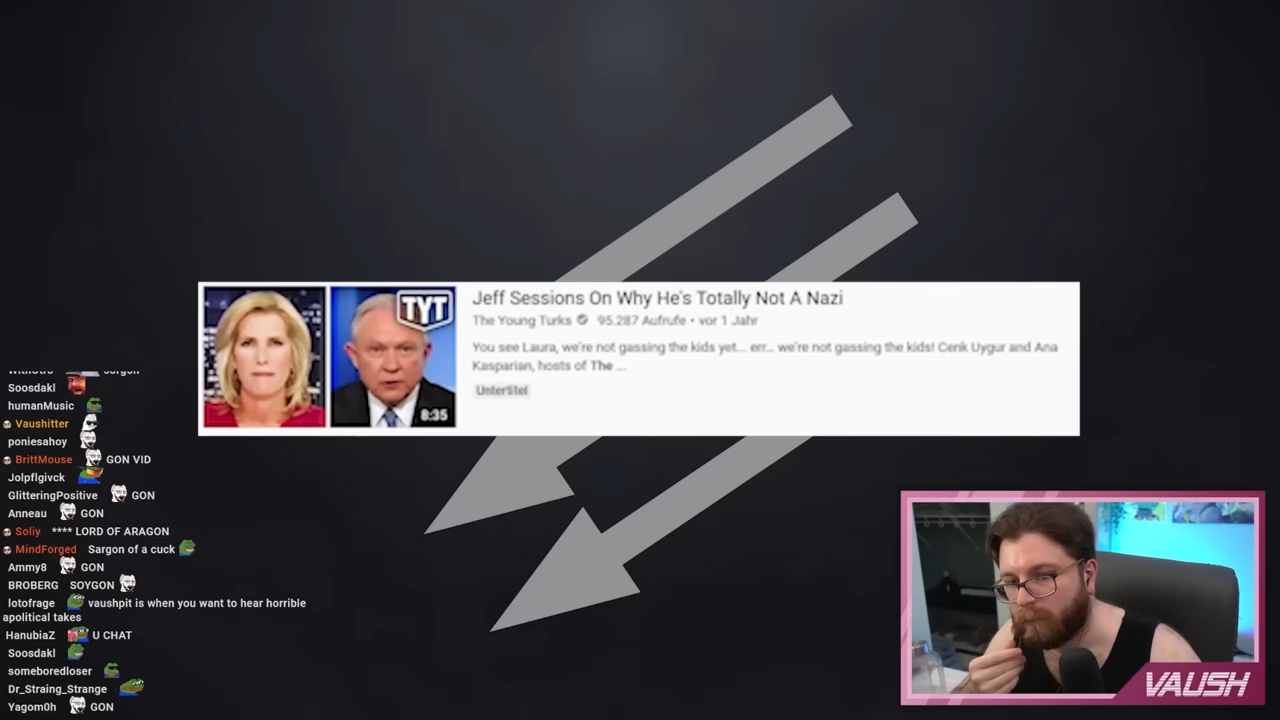 Jeff Sessions On Why He's Totally Not A Nazi
The Young Turks 95.287 Aufrufe • vor 1 Jahr
You see Laura, we're not gassing the kids yet... err... we're not gassing the kids! Cenk Uygur and Ana
Kasparian, hosts of The ...
Untertitel
TYT
8:35
Soosdakl
humanMusic
Vaushitter
poniesahoy
BrittMouse GON VID
Jolpflgivck
GlitteringPositive GON
Anneau GON
Soliy **** LORD OF ARAGON
MindForged Sargon of a cuck
Ammy8 GON
BROBERG SOYGON
lotofrage vaushpit is when you want to hear horrible
apolitical takes
HanubiaZ U CHAT
Soosdakl
someboredloser
Dr_Straing_Strange
Yagom0h GON
VAUSH